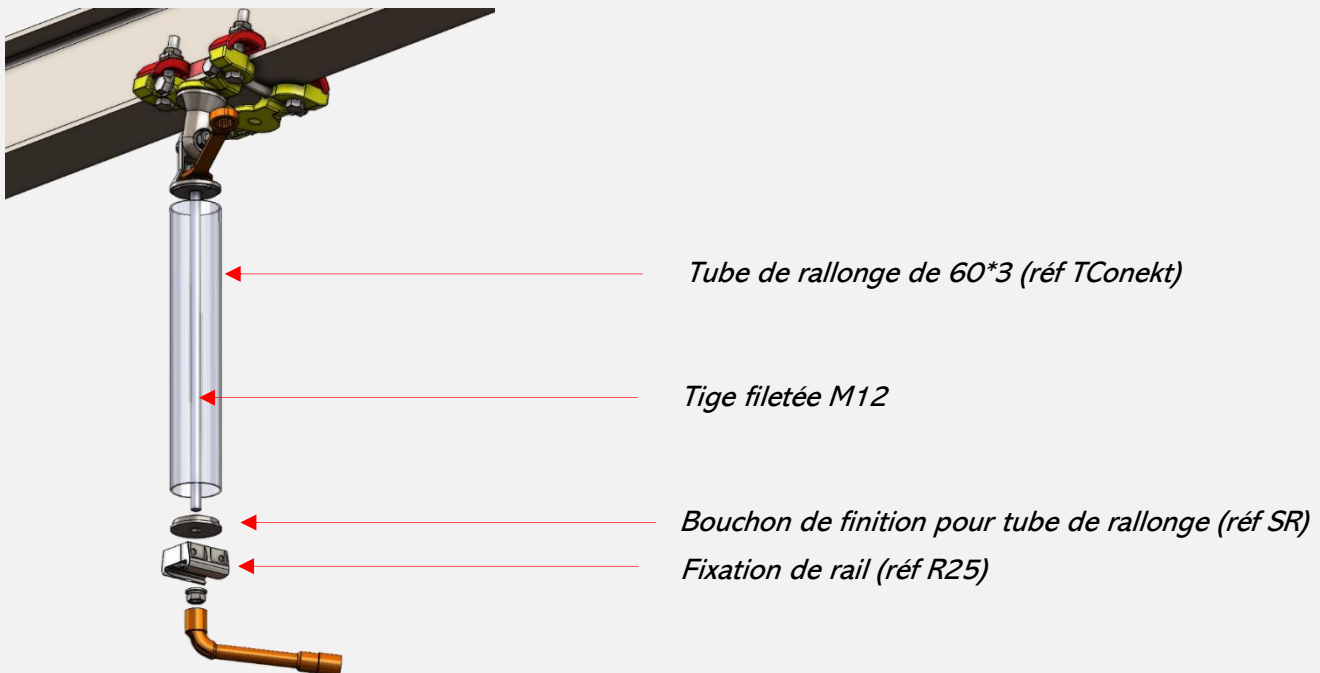 Tube de rallonge de 60*3 (réf TConekt)
Tige filetée M12
Bouchon de finition pour tube de rallonge (réf SR)
Fixation de rail (réf R25)